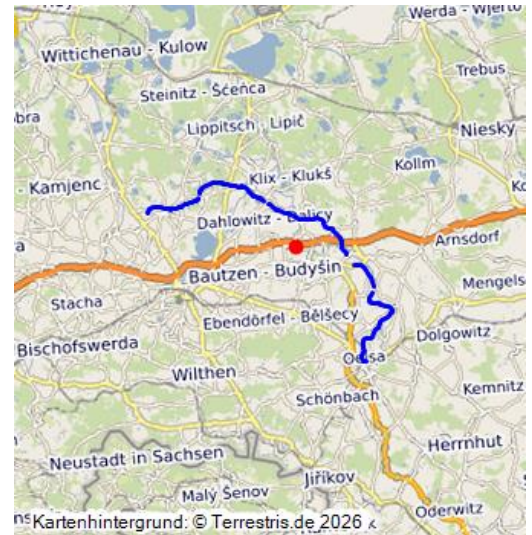 Werda - Wjerto
Wittichenau - Kulow
Trebus
Steinitz - Šćeńca
Lippitsch - Lipič
Niesky
Klix - Klukš
Kollm
- Kamjenc
Dahlowitz - Dalicy
Arnsdorf
Bautzen - Budyšin
Mengels
Stacha
Ebendörfel - Bělšecy
Dolgowitz
Bischofswerda
Oelsa
Wilthen
Kemnitz
Schönbach
Herrnhut
Neustadt in Sachsen
Jiříkov
Malý Šenov
Oderwitz
Kartenhintergrund: © Terrestris.de 2026